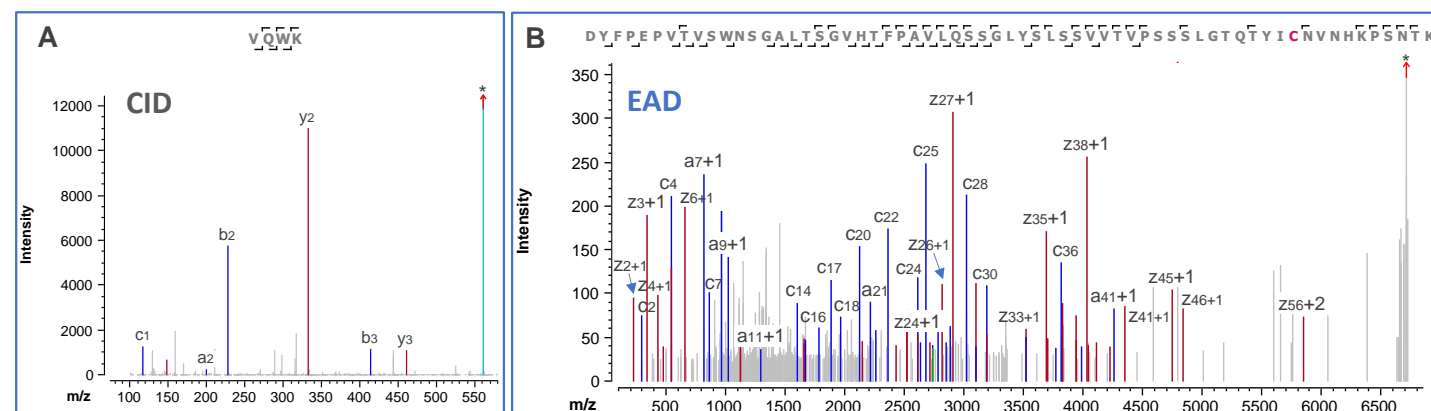 A
VQWK
CID
*
12000
10000
8000
6000
4000
2000
0
Intensity
y2
b2
c1
a2
b3
y3
100 150 200 250 300 350 400 450 500 550
m/z
B
DYFPEPVTVSWNSGALTSGVHTFPAVLQSSGLYSLSSVVTVPSSSLGTQTYICNVNHKPSNTK
EAD
*
350
300
250
200
150
100
50
0
Intensity
z27+1
z38+1
c25
a7+1
c4
z6+1
z3+1
c28
c22
z35+1
a9+1
c20
z26+1
z2+1
z4+1
c7
c2
c17
c24
c30
c36
c14
a21
c18
c16
z24+1
a11+1
z33+1
a41+1
z41+1
z45+1
z46+1
z56+2
500 1000 1500 2000 2500 3000 3500 4000 4500 5000 5500 6000 6500
m/z